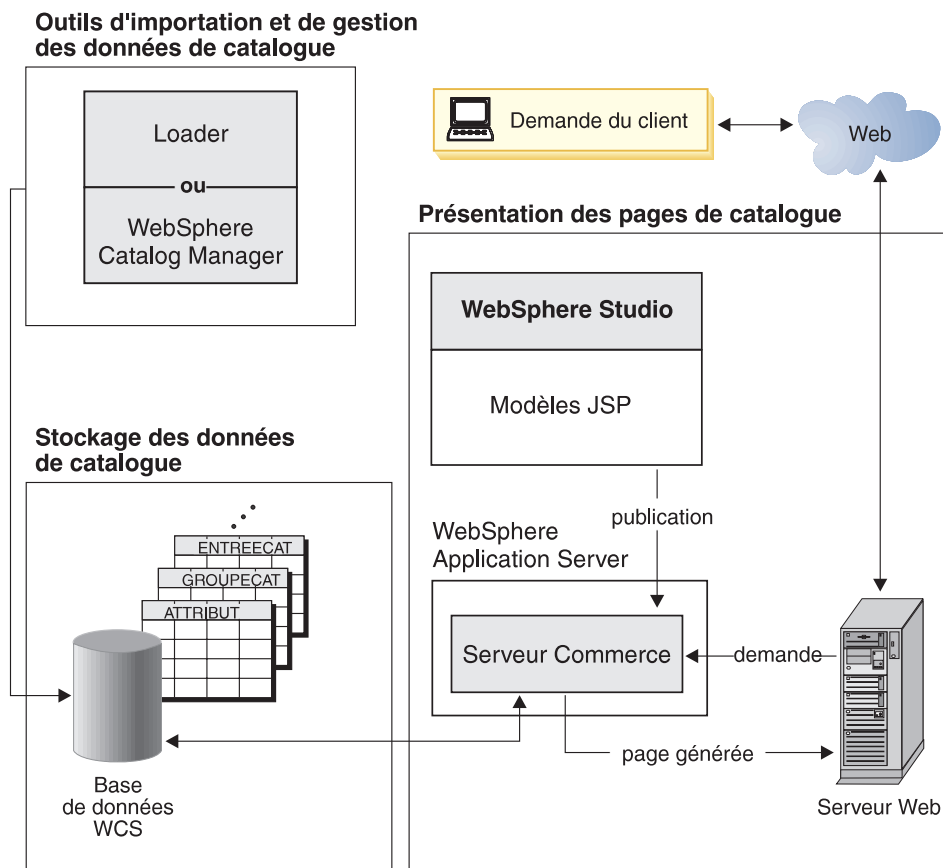 Outils d'importation et de gestion
des données de catalogue
Loader
ou
WebSphere
Catalog Manager
Demande du client
Web
Présentation des pages de catalogue
WebSphere Studio
Modèles JSP
publication
WebSphere
Application Server
Serveur Commerce
demande
page générée
Serveur Web
Stockage des données
de catalogue
ENTREECAT
GROUPECAT
ATTRIBUT
Base
de données
WCS